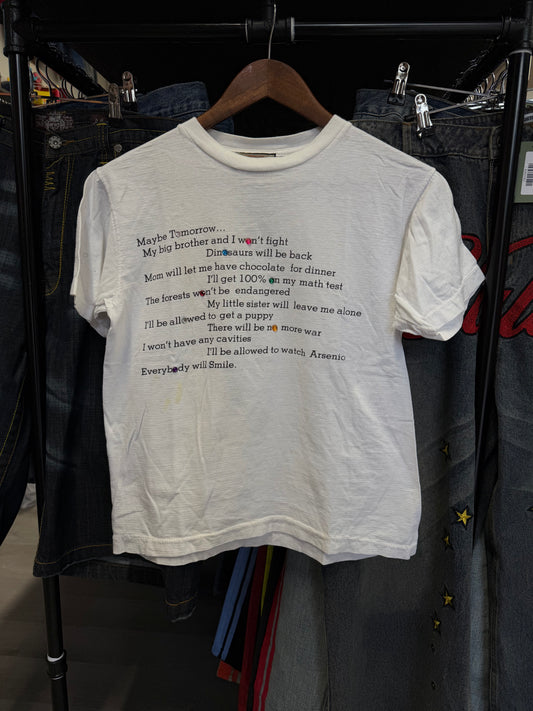 Maybe Tomorrow...
My big brother and I won't fight
Dinosaurs will be back
Mom will let me have chocolate for dinner
I'll get 100% on my math test
The forests won't be endangered
My little sister will leave me alone
I'll be allowed to get a puppy
There will be no more war
I won't have any cavities
I'll be allowed to watch Arsenio
Everybody will Smile.